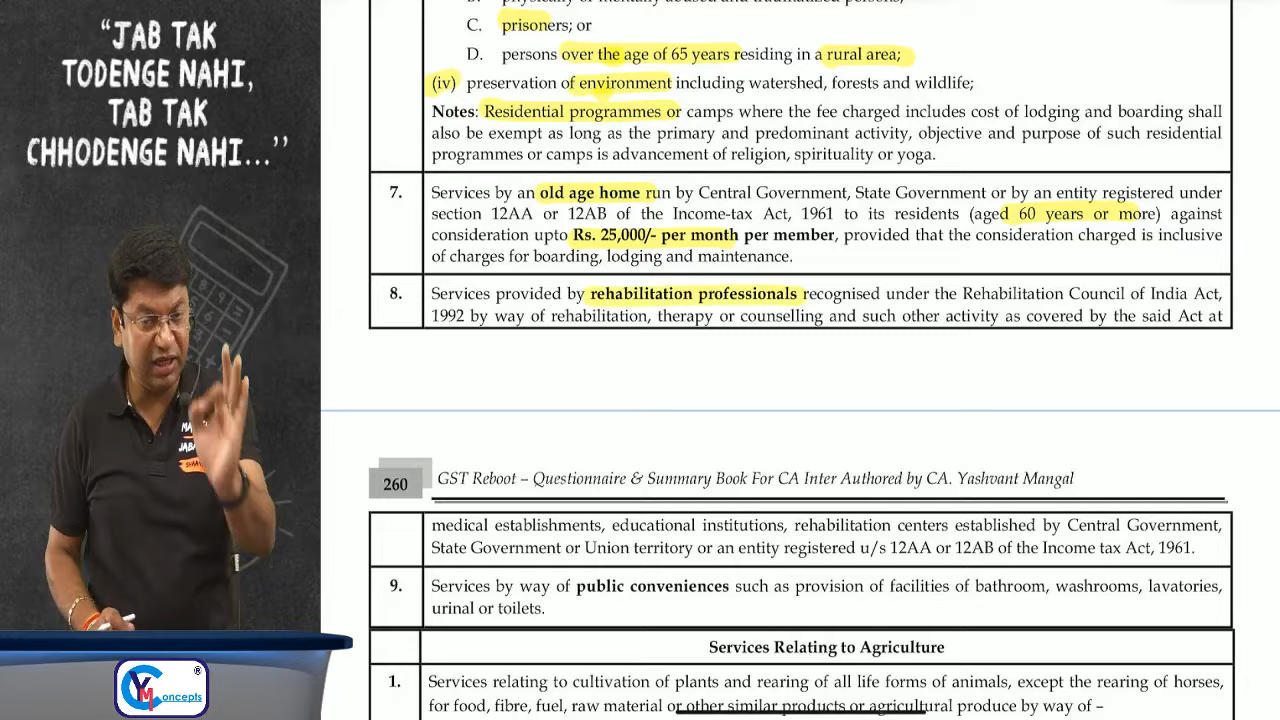 “JAB TAK
TODENGE NAHI,
TAB TAK
CHHODENGE NAHI...’’
C. prisoners; or
D. persons over the age of 65 years residing in a rural area;
(iv) preservation of environment including watershed, forests and wildlife;
Notes: Residential programmes or camps where the fee charged includes cost of lodging and boarding shall
also be exempt as long as the primary and predominant activity, objective and purpose of such residential
programmes or camps is advancement of religion, spirituality or yoga.
7. Services by an old age home run by Central Government, State Government or by an entity registered under
section 12AA or 12AB of the Income-tax Act, 1961 to its residents (aged 60 years or more) against
consideration upto Rs. 25,000/- per month per member, provided that the consideration charged is inclusive
of charges for boarding, lodging and maintenance.
8. Services provided by rehabilitation professionals recognised under the Rehabilitation Council of India Act,
1992 by way of rehabilitation, therapy or counselling and such other activity as covered by the said Act at
260 GST Reboot – Questionnaire & Summary Book For CA Inter Authored by CA. Yashvant Mangal
medical establishments, educational institutions, rehabilitation centers established by Central Government,
State Government or Union territory or an entity registered u/s 12AA or 12AB of the Income tax Act, 1961.
9. Services by way of public conveniences such as provision of facilities of bathroom, washrooms, lavatories,
urinal or toilets.
Services Relating to Agriculture
1. Services relating to cultivation of plants and rearing of all life forms of animals, except the rearing of horses,
for food, fibre, fuel, raw material or other similar products or agricultural produce by way of –
YM Concepts ®